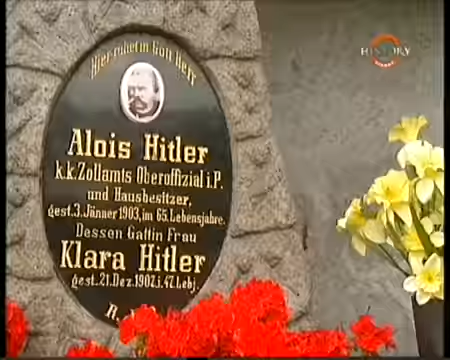 HISTORY
Hier ruhet in Gott Herr
Alois Hitler
k.k. Zollamts Oberoffizial i.P.
und Hausbesitzer,
gest. 3. Jänner 1903, im 65. Lebensjahre.
Dessen Gattin Frau
Klara Hitler
gest. 21. Dez. 1907. i. 47. Lebj.